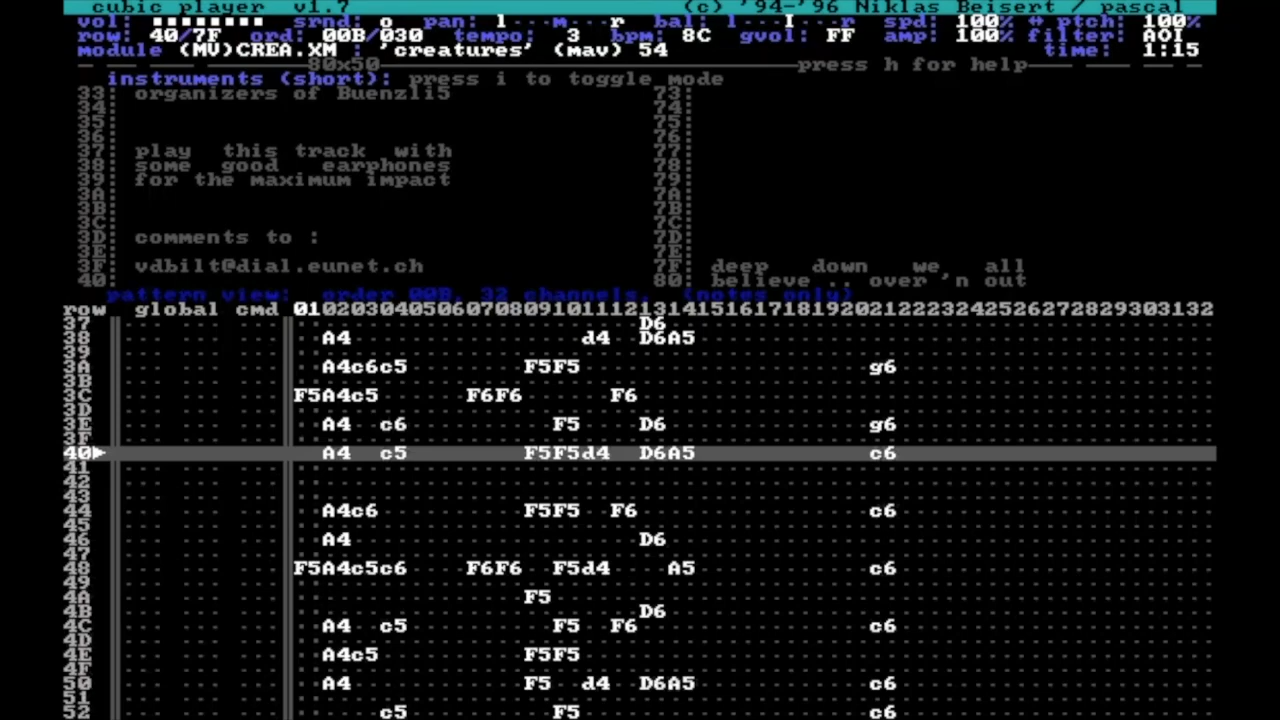 cubic player v1.7 (c) '94-'96 Niklas Beisert / pascal
vol: srnd: o pan: l...m...r bal: l...I...r spd: 100% = ptch: 100%
row: 40/7F ord: 00B/030 tempo: 3 bpm: 8C gvol: FF amp: 100% filter: AOI
module (MV)CREA.XM : 'creatures' (mav) 54 time: 1:15
80x50 press h for help
instruments (short): press i to toggle mode
33: organizers of Buenzli5 73:
34: 74:
35: 75:
36: 76:
37: play this track with 77:
38: some good earphones 78:
39: for the maximum impact 79:
3A: 7A:
3B: 7B:
3C: 7C:
3D: comments to : 7D:
3E: 7E:
3F: vdbilt@dial.eunet.ch 7F: deep down we all
40: 80: believe .. over'n out
pattern view: order 00B, 32 channels, (notes only)
row global cmd 0102030405060708091011121314151617181920212223242526272829303132
37 D6
38 A4 d4 D6A5
39
3A A4c6c5 F5F5 g6
3B
3C F5A4c5 F6F6 F6
3D
3E A4 c6 F5 D6 g6
3F
40► A4 c5 F5F5d4 D6A5 c6
41
42
43
44 A4c6 F5F5 F6 c6
45
46 A4 D6
47
48 F5A4c5c6 F6F6 F5d4 A5 c6
49
4A F5
4B D6
4C A4 c5 F5 F6 c6
4D
4E A4c5 F5F5
4F
50 A4 F5 d4 D6A5 c6
51
52 c5 F5 c6